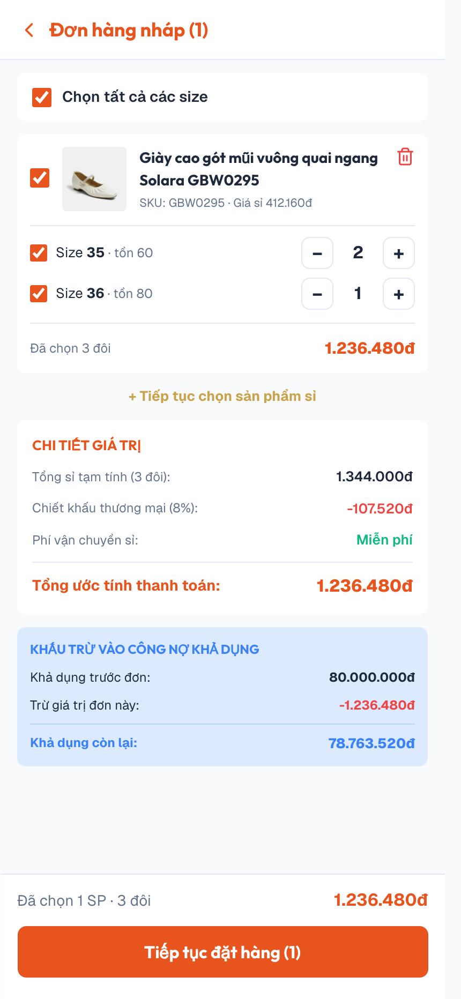 Đơn hàng nháp (1)
Chọn tất cả các size
Giày cao gót mũi vuông quai ngang
Solara GBW0295
SKU: GBW0295 · Giá sỉ 412.160đ
Size 35 · tồn 60
− 2 +
Size 36 · tồn 80
− 1 +
Đã chọn 3 đôi
1.236.480đ
+ Tiếp tục chọn sản phẩm sỉ
CHI TIẾT GIÁ TRỊ
Tổng sỉ tạm tính (3 đôi): 1.344.000đ
Chiết khấu thương mại (8%): -107.520đ
Phí vận chuyển sỉ: Miễn phí
Tổng ước tính thanh toán: 1.236.480đ
KHẤU TRỪ VÀO CÔNG NỢ KHẢ DỤNG
Khả dụng trước đơn: 80.000.000đ
Trừ giá trị đơn này: -1.236.480đ
Khả dụng còn lại: 78.763.520đ
Đã chọn 1 SP · 3 đôi 1.236.480đ
Tiếp tục đặt hàng (1)